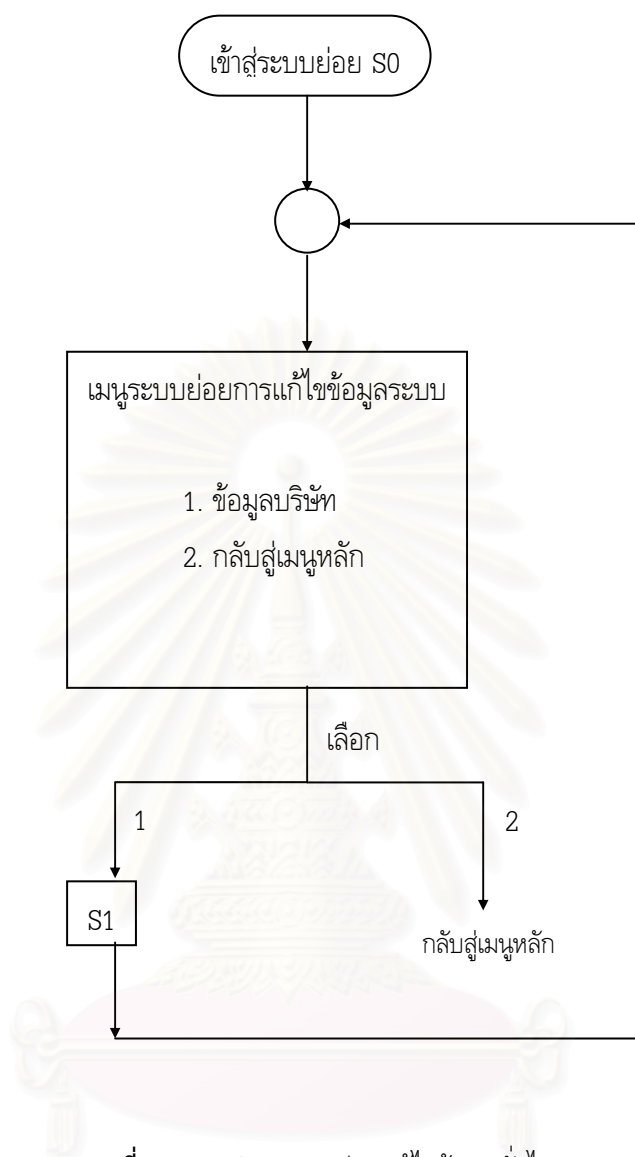 เข้าสู่ระบบย่อย S0
เมนูระบบย่อยการแก้ไขข้อมูลระบบ
1. ข้อมูลบริษัท
2. กลับสู่เมนูหลัก
เลือก
1
2
S1
กลับสู่เมนูหลัก